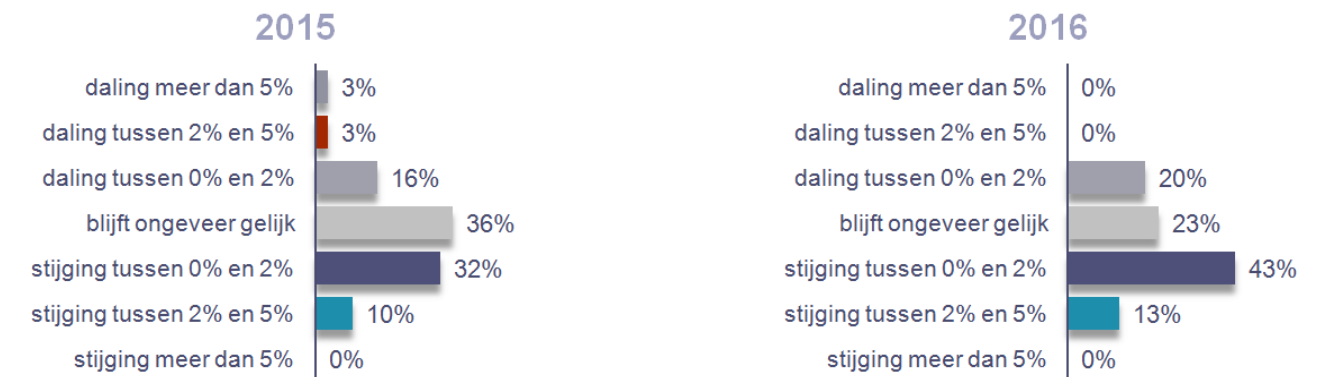 2015
daling meer dan 5% 3%
daling tussen 2% en 5% 3%
daling tussen 0% en 2% 16%
blijft ongeveer gelijk 36%
stijging tussen 0% en 2% 32%
stijging tussen 2% en 5% 10%
stijging meer dan 5% 0%
2016
daling meer dan 5% 0%
daling tussen 2% en 5% 0%
daling tussen 0% en 2% 20%
blijft ongeveer gelijk 23%
stijging tussen 0% en 2% 43%
stijging tussen 2% en 5% 13%
stijging meer dan 5% 0%